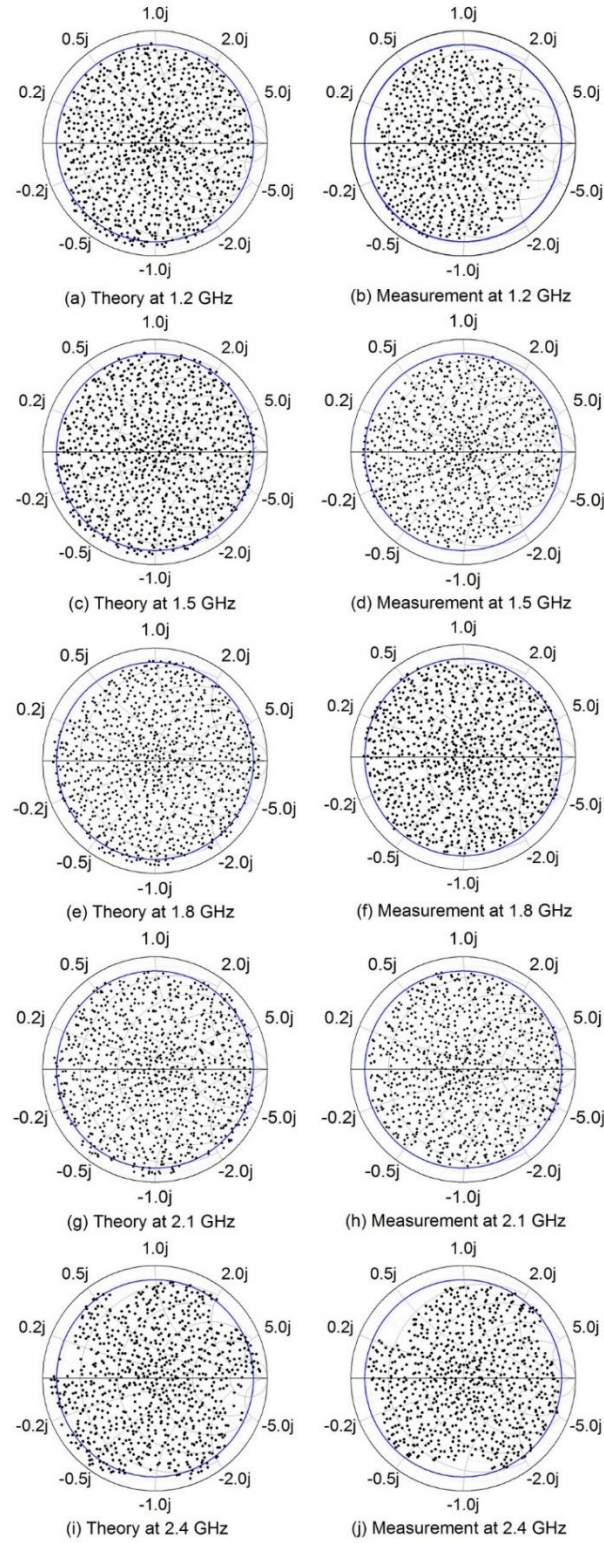 1.0j 1.0j
0.5j 2.0j 0.5j 2.0j
0.2j 5.0j 0.2j 5.0j
-0.2j -5.0j -0.2j -5.0j
-0.5j -2.0j -0.5j -2.0j
-1.0j -1.0j
(a) Theory at 1.2 GHz (b) Measurement at 1.2 GHz
1.0j 1.0j
0.5j 2.0j 0.5j 2.0j
0.2j 5.0j 0.2j 5.0j
-0.2j -5.0j -0.2j -5.0j
-0.5j -2.0j -0.5j -2.0j
-1.0j -1.0j
(c) Theory at 1.5 GHz (d) Measurement at 1.5 GHz
1.0j 1.0j
0.5j 2.0j 0.5j 2.0j
0.2j 5.0j 0.2j 5.0j
-0.2j -5.0j -0.2j -5.0j
-0.5j -2.0j -0.5j -2.0j
-1.0j -1.0j
(e) Theory at 1.8 GHz (f) Measurement at 1.8 GHz
1.0j 1.0j
0.5j 2.0j 0.5j 2.0j
0.2j 5.0j 0.2j 5.0j
-0.2j -5.0j -0.2j -5.0j
-0.5j -2.0j -0.5j -2.0j
-1.0j -1.0j
(g) Theory at 2.1 GHz (h) Measurement at 2.1 GHz
1.0j 1.0j
0.5j 2.0j 0.5j 2.0j
0.2j 5.0j 0.2j 5.0j
-0.2j -5.0j -0.2j -5.0j
-0.5j -2.0j -0.5j -2.0j
-1.0j -1.0j
(i) Theory at 2.4 GHz (j) Measurement at 2.4 GHz